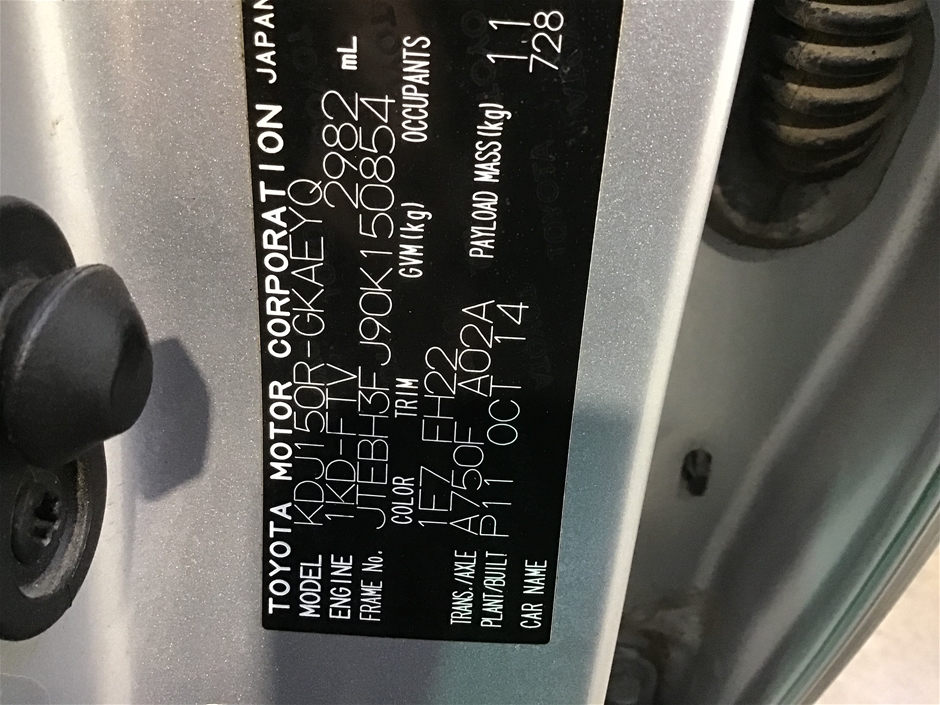 TOYOTA MOTOR CORPORATION JAPAN
MODEL KDJ150R-GKAEYQ
ENGINE 1KD-FTV 2982 mL
FRAME No. JTEBH3FJ90K150854
COLOR TRIM GVM(kg) OCCUPANTS
1F7 FH22
TRANS./AXLE A750F A02A
PLANT/BUILT P11 OCT 14 PAYLOAD MASS(kg) 1.1
CAR NAME 728